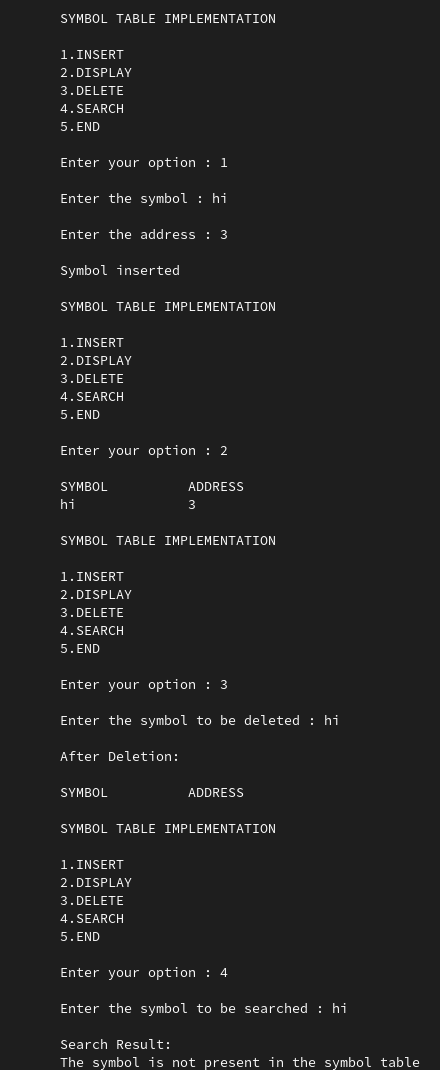 SYMBOL TABLE IMPLEMENTATION
1.INSERT
2.DISPLAY
3.DELETE
4.SEARCH
5.END
Enter your option : 1
Enter the symbol : hi
Enter the address : 3
Symbol inserted
SYMBOL TABLE IMPLEMENTATION
1.INSERT
2.DISPLAY
3.DELETE
4.SEARCH
5.END
Enter your option : 2
SYMBOL          ADDRESS
hi              3
SYMBOL TABLE IMPLEMENTATION
1.INSERT
2.DISPLAY
3.DELETE
4.SEARCH
5.END
Enter your option : 3
Enter the symbol to be deleted : hi
After Deletion:
SYMBOL          ADDRESS
SYMBOL TABLE IMPLEMENTATION
1.INSERT
2.DISPLAY
3.DELETE
4.SEARCH
5.END
Enter your option : 4
Enter the symbol to be searched : hi
Search Result:
The symbol is not present in the symbol table